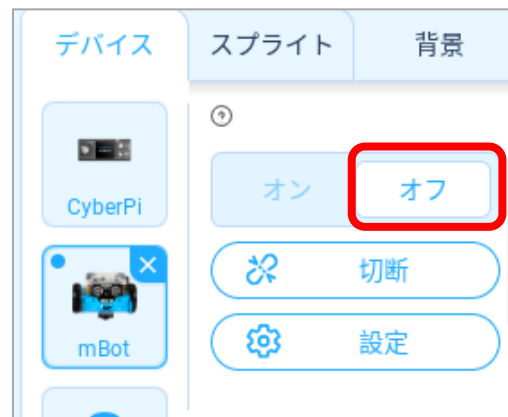 デバイス スプライト 背景
CyberPi
オン オフ
切断
mBot
設定